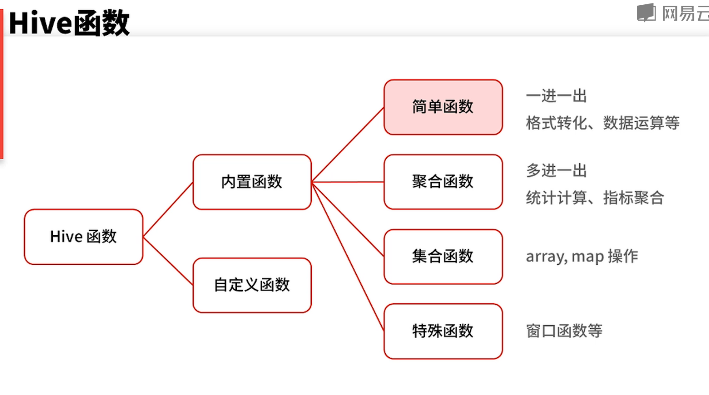 Hive函数
网易云
简单函数
一进一出
格式转化、数据运算等
内置函数
聚合函数
多进一出
统计计算、指标聚合
Hive 函数
集合函数
array, map 操作
自定义函数
特殊函数
窗口函数等